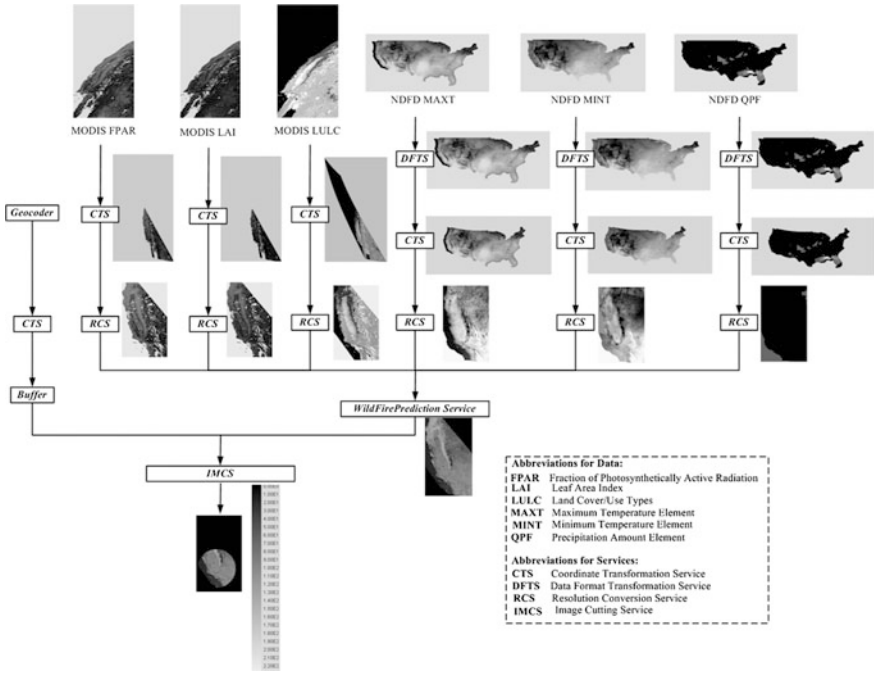 MODIS FPAR
MODIS LAI
MODIS LULC
NDFD MAXT
NDFD MINT
NDFD QPF
DFTS
DFTS
DFTS
Geocoder
CTS
CTS
CTS
CTS
CTS
CTS
CTS
RCS
RCS
RCS
RCS
RCS
RCS
Buffer
WildFirePrediction Service
IMCS
Abbreviations for Data:
FPAR Fraction of Photosynthetically Active Radiation
LAI Leaf Area Index
LULC Land Cover/Use Types
MAXT Maximum Temperature Element
MINT Minimum Temperature Element
QPF Precipitation Amount Element
Abbreviations for Services:
CTS Coordinate Transformation Service
DFTS Data Format Transformation Service
RCS Resolution Conversion Service
IMCS Image Cutting Service